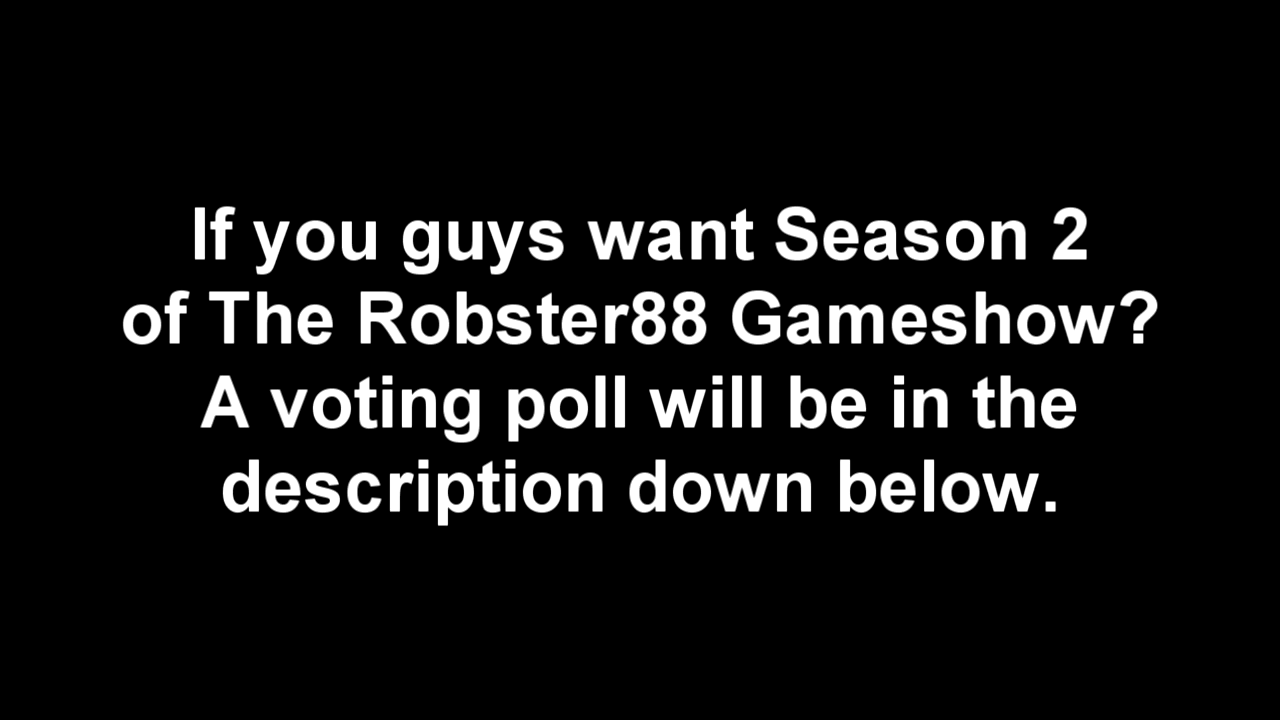 If you guys want Season 2
of The Robster88 Gameshow?
A voting poll will be in the
description down below.